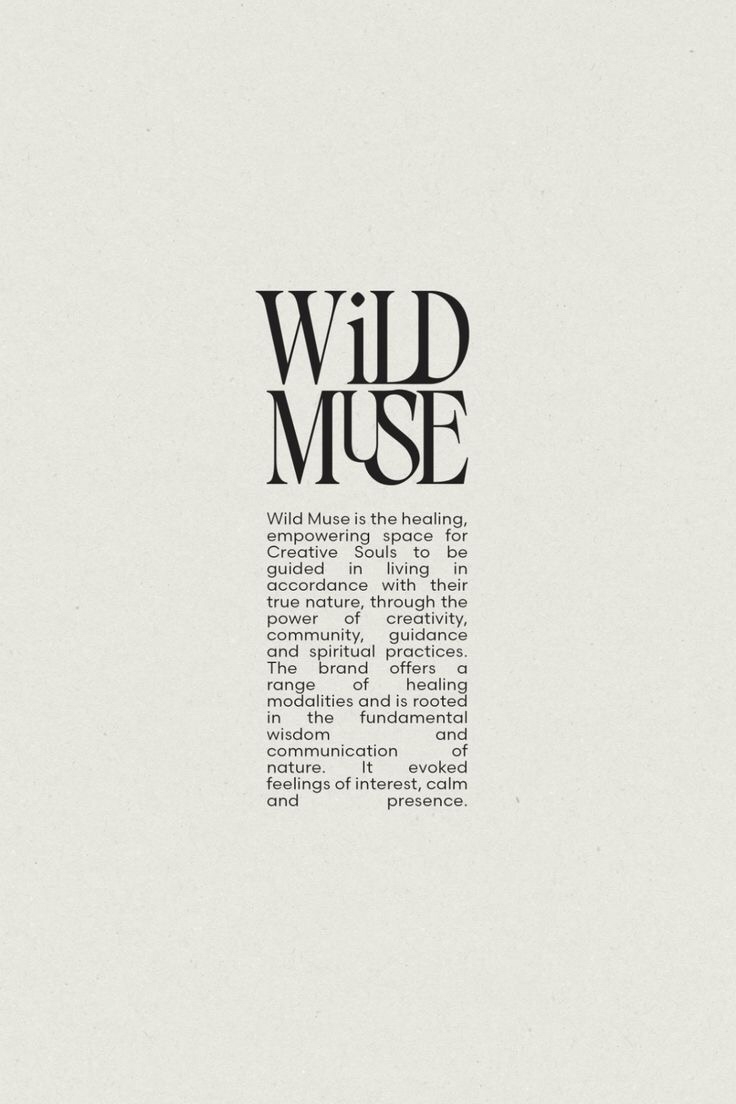 WiLD
MUSE
Wild Muse is the healing,
empowering space for
Creative Souls to be
guided in living in
accordance with their
true nature, through the
power of creativity,
community, guidance
and spiritual practices.
The brand offers a
range of healing
modalities and is rooted
in the fundamental
wisdom and
communication of
nature. It evoked
feelings of interest, calm
and presence.